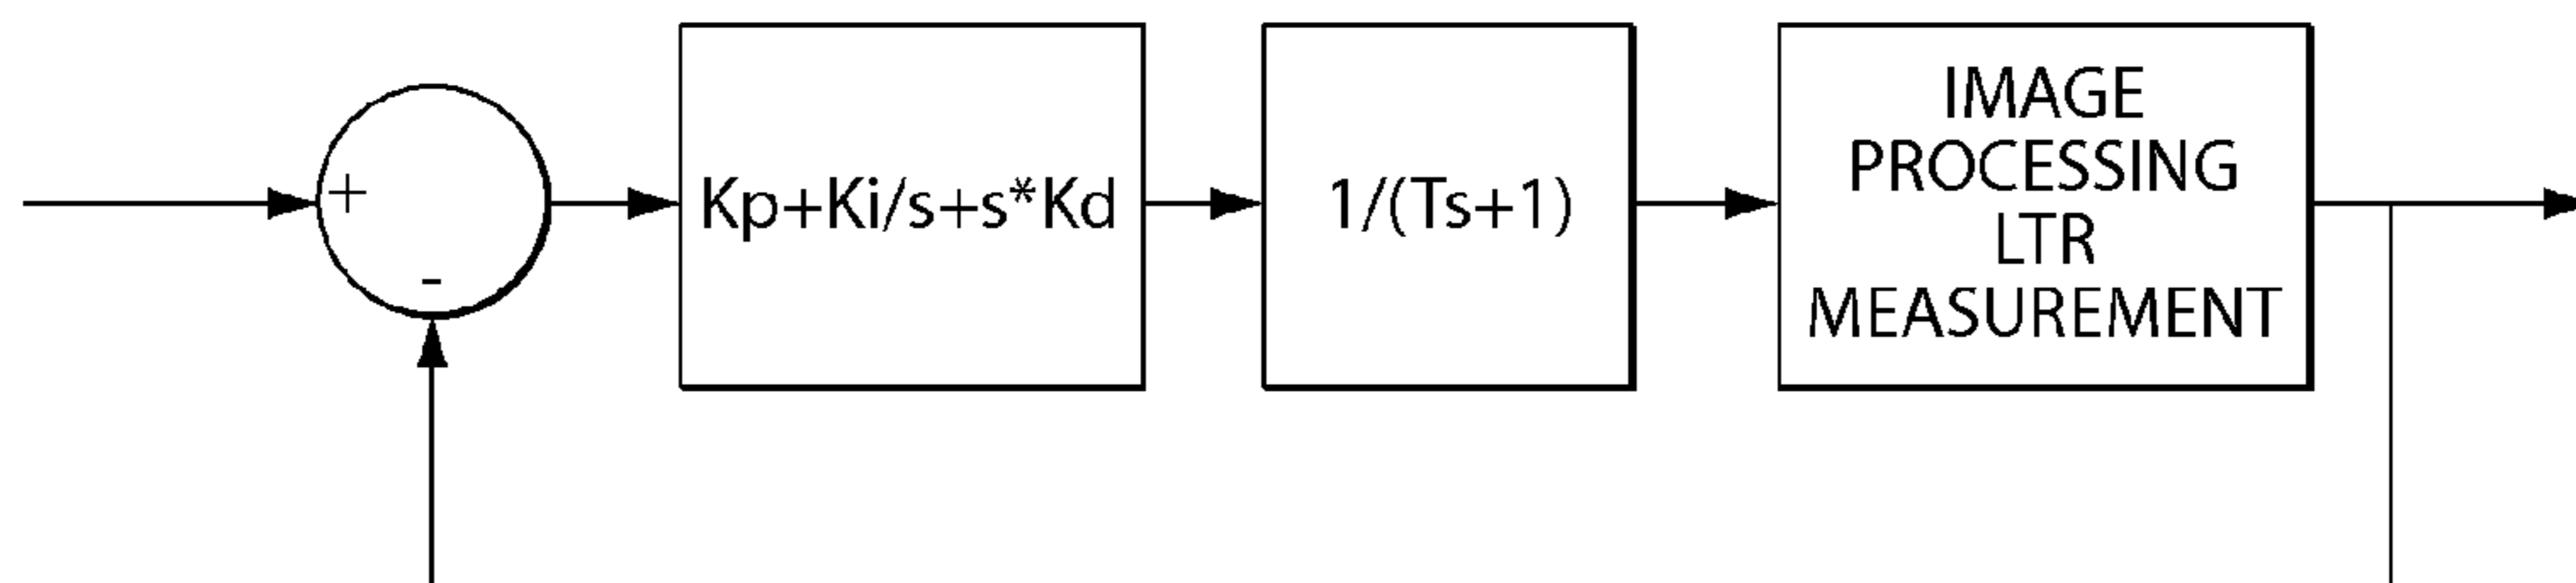 +
-
Kp+Ki/s+s*Kd
1/(Ts+1)
IMAGE
PROCESSING
LTR
MEASUREMENT